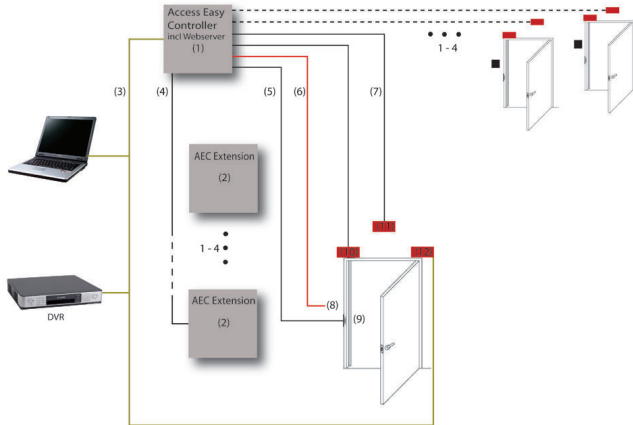 Access Easy
Controller
incl Webserver
(1)
1 - 4
(3)
(4)
(5)
(6)
(7)
AEC Extension
(2)
1 - 4
AEC Extension
(2)
(8)
(9)
DVR